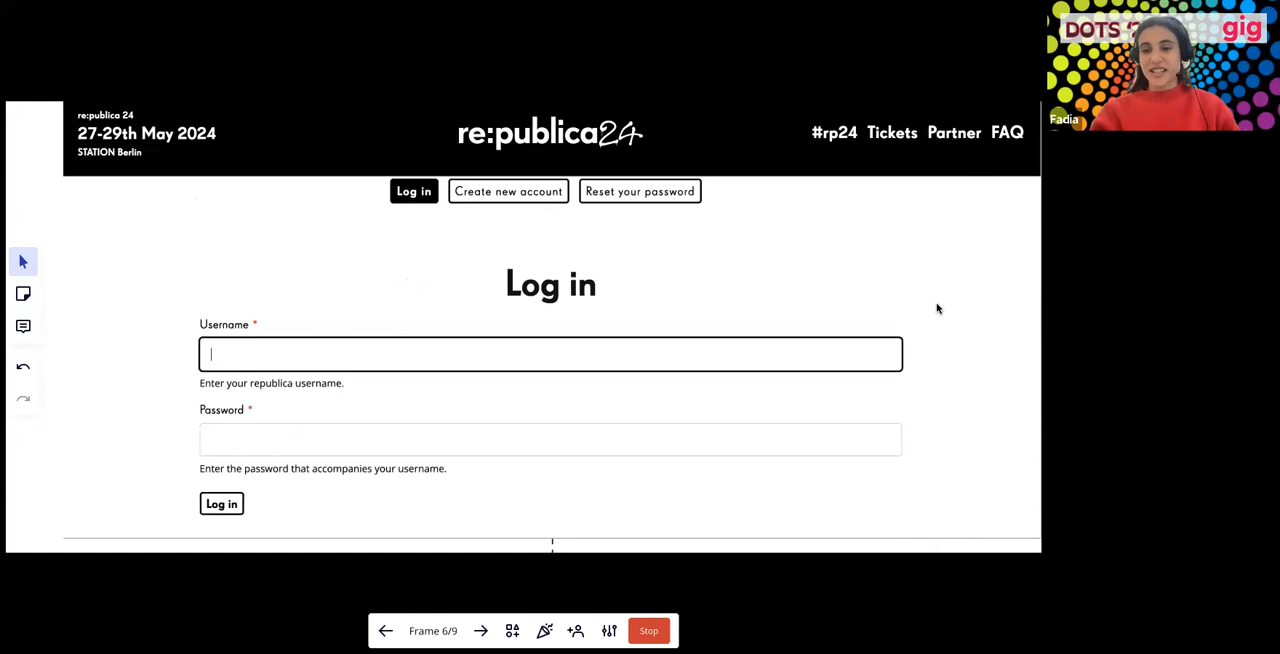 re:publica 24
27-29th May 2024
STATION Berlin
re:publica24
#rp24 Tickets Partner FAQ
Log in
Create new account
Reset your password
Log in
Username *
Enter your republica username.
Password *
Enter the password that accompanies your username.
Log in
DOTS
gig
Fadia
Frame 6/9
Stop